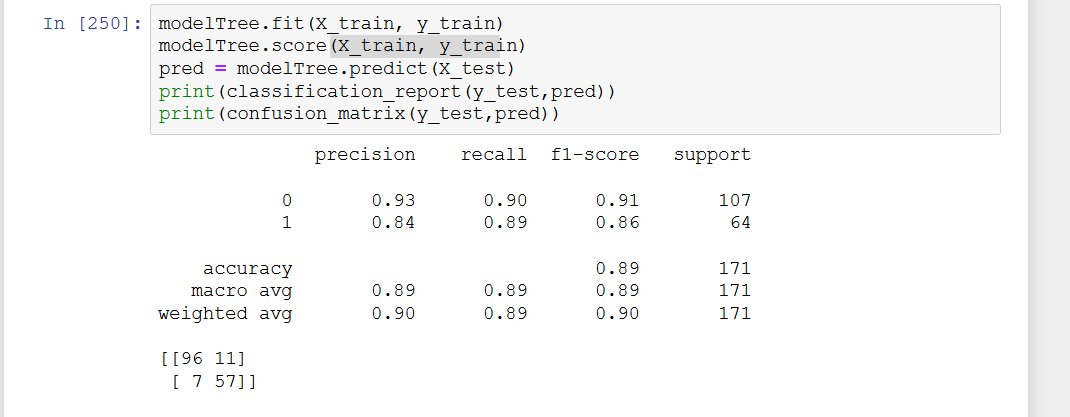 In [250]: modelTree.fit(X_train, y_train)
modelTree.score(X_train, y_train)
pred = modelTree.predict(X_test)
print(classification_report(y_test,pred))
print(confusion_matrix(y_test,pred))
precision recall f1-score support
0 0.93 0.90 0.91 107
1 0.84 0.89 0.86 64
accuracy 0.89 171
macro avg 0.89 0.89 0.89 171
weighted avg 0.90 0.89 0.90 171
[[96 11]
[ 7 57]]